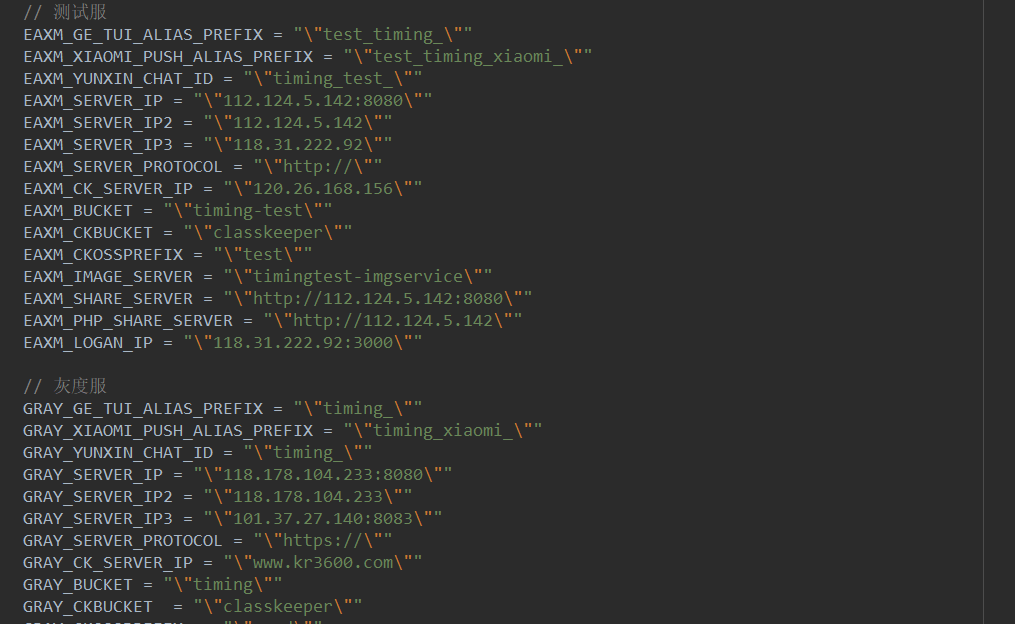 // 测试服
EAXM_GE_TUI_ALIAS_PREFIX = "\"test_timing_\""
EAXM_XIAOMI_PUSH_ALIAS_PREFIX = "\"test_timing_xiaomi_\""
EAXM_YUNXIN_CHAT_ID = "\"timing_test_\""
EAXM_SERVER_IP = "\"112.124.5.142:8080\""
EAXM_SERVER_IP2 = "\"112.124.5.142\""
EAXM_SERVER_IP3 = "\"118.31.222.92\""
EAXM_SERVER_PROTOCOL = "\"http://\""
EAXM_CK_SERVER_IP = "\"120.26.168.156\""
EAXM_BUCKET = "\"timing-test\""
EAXM_CKBUCKET = "\"classkeeper\""
EAXM_CKOSSPREFIX = "\"test\""
EAXM_IMAGE_SERVER = "\"timingtest-imgservice\""
EAXM_SHARE_SERVER = "\"http://112.124.5.142:8080\""
EAXM_PHP_SHARE_SERVER = "\"http://112.124.5.142\""
EAXM_LOGAN_IP = "\"118.31.222.92:3000\""
// 灰度服
GRAY_GE_TUI_ALIAS_PREFIX = "\"timing_\""
GRAY_XIAOMI_PUSH_ALIAS_PREFIX = "\"timing_xiaomi_\""
GRAY_YUNXIN_CHAT_ID = "\"timing_\""
GRAY_SERVER_IP = "\"118.178.104.233:8080\""
GRAY_SERVER_IP2 = "\"118.178.104.233\""
GRAY_SERVER_IP3 = "\"101.37.27.140:8083\""
GRAY_SERVER_PROTOCOL = "\"https://\""
GRAY_CK_SERVER_IP = "\"www.kr3600.com\""
GRAY_BUCKET = "\"timing\""
GRAY_CKBUCKET  = "\"classkeeper\""